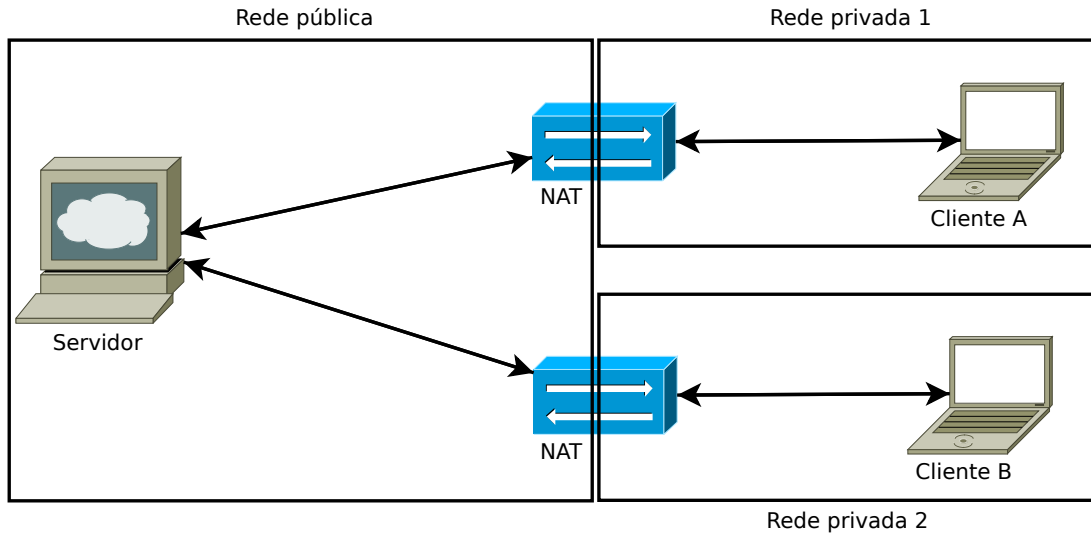 Rede pública
Rede privada 1
NAT
Cliente A
Servidor
NAT
Cliente B
Rede privada 2